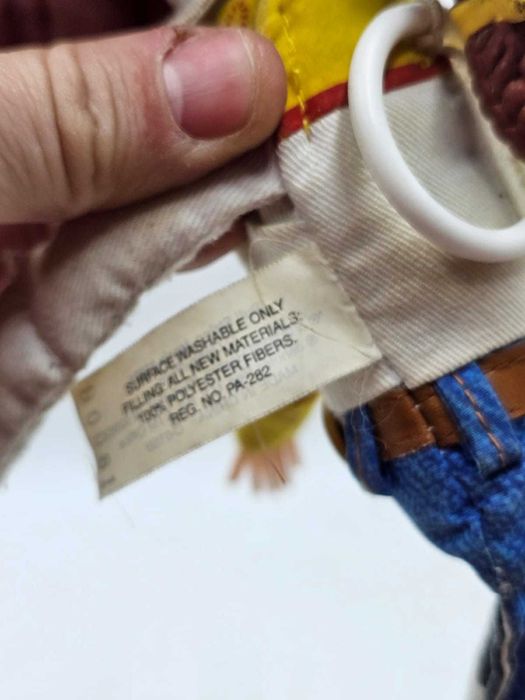 SURFACE WASHABLE ONLY
FILLING: ALL NEW MATERIALS:
100% POLYESTER FIBERS.
REG. NO. PA-282